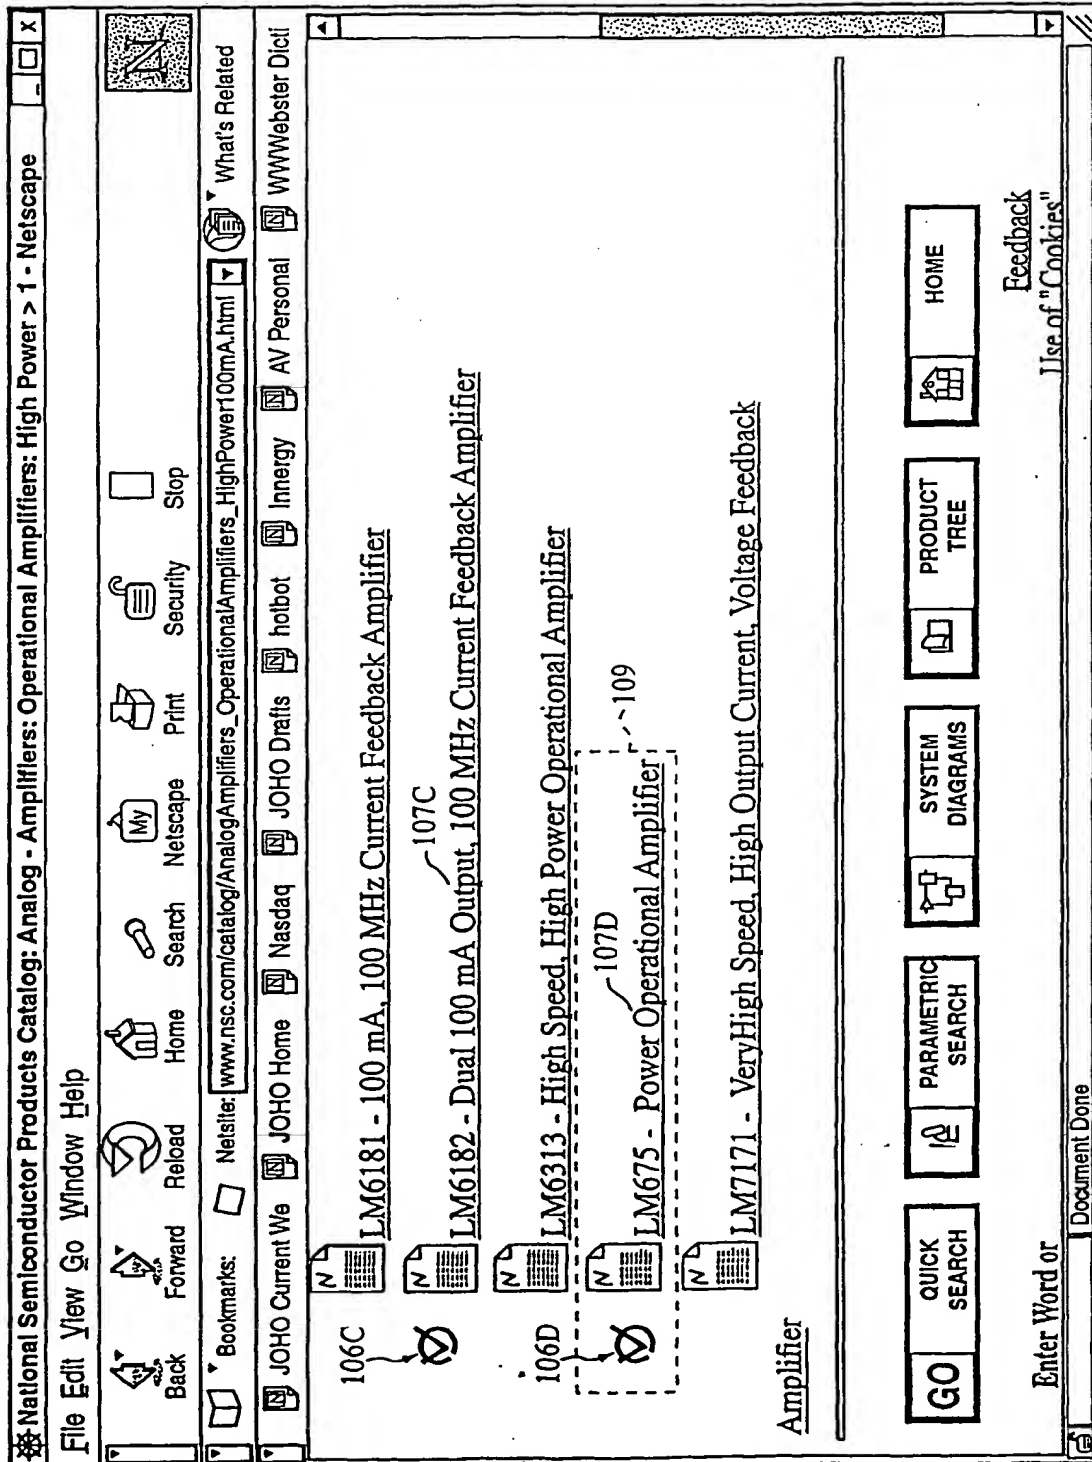 National Semiconductor Products Catalog: Analog - Amplifiers: Operational Amplifiers: High Power > 1 - Netscape
_ □ X
File Edit View Go Window Help
Back Forward Reload Home Search Netscape Print Security Stop
My
N
Bookmarks: Netsite: www.nsc.com/catalog/AnalogAmplifiers_OperationalAmplifiers_HighPower100mA.html What's Related
JOHO Current We JOHO Home Nasdaq JOHO Drafts hotbot Innergy AV Personal WWWebster Dicti
LM6181 - 100 mA, 100 MHz Current Feedback Amplifier
106C
107C
LM6182 - Dual 100 mA Output, 100 MHz Current Feedback Amplifier
LM6313 - High Speed, High Power Operational Amplifier
106D
107D
109
LM675 - Power Operational Amplifier
LM7171 - VeryHigh Speed, High Output Current, Voltage Feedback
Amplifier
GO QUICK SEARCH
PARAMETRIC SEARCH
SYSTEM DIAGRAMS
PRODUCT TREE
HOME
Feedback
Enter Word or Use of "Cookies"
Document Done